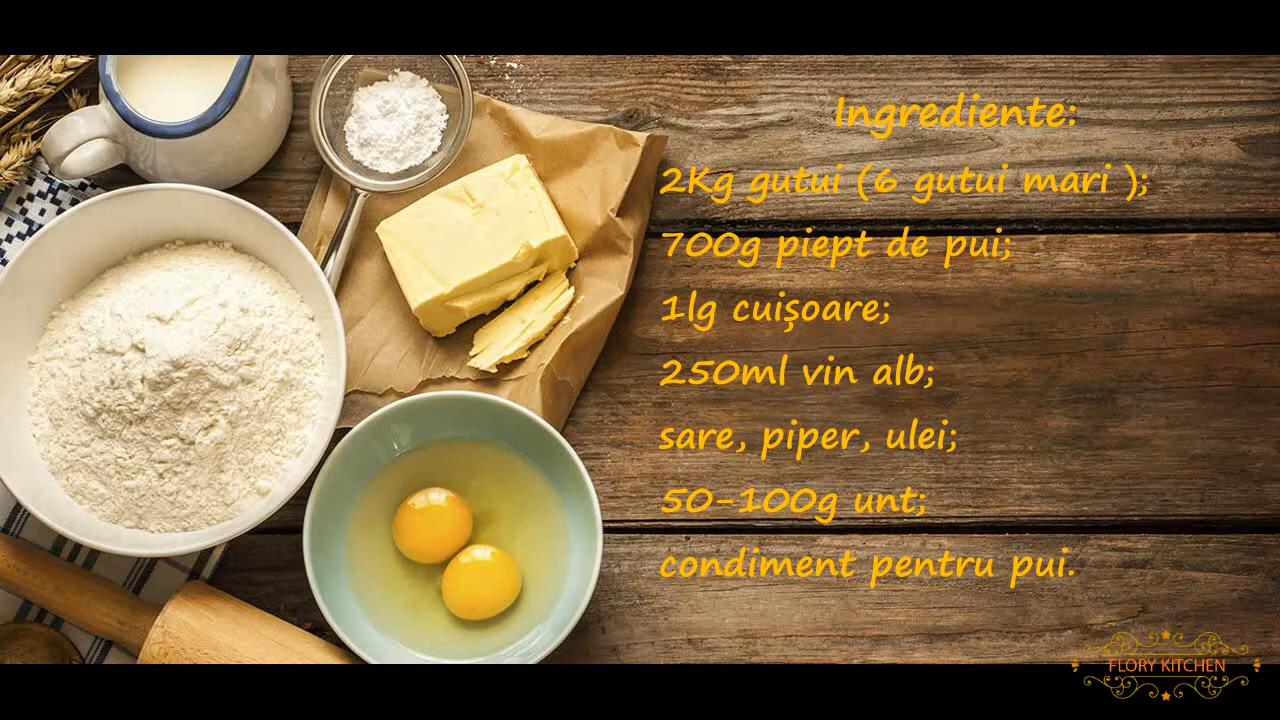 Ingrediente:
2Kg gutui (6 gutui mari );
700g piept de pui;
1lg cuișoare;
250ml vin alb;
sare, piper, ulei;
50-100g unt;
condiment pentru pui.
FLORY KITCHEN